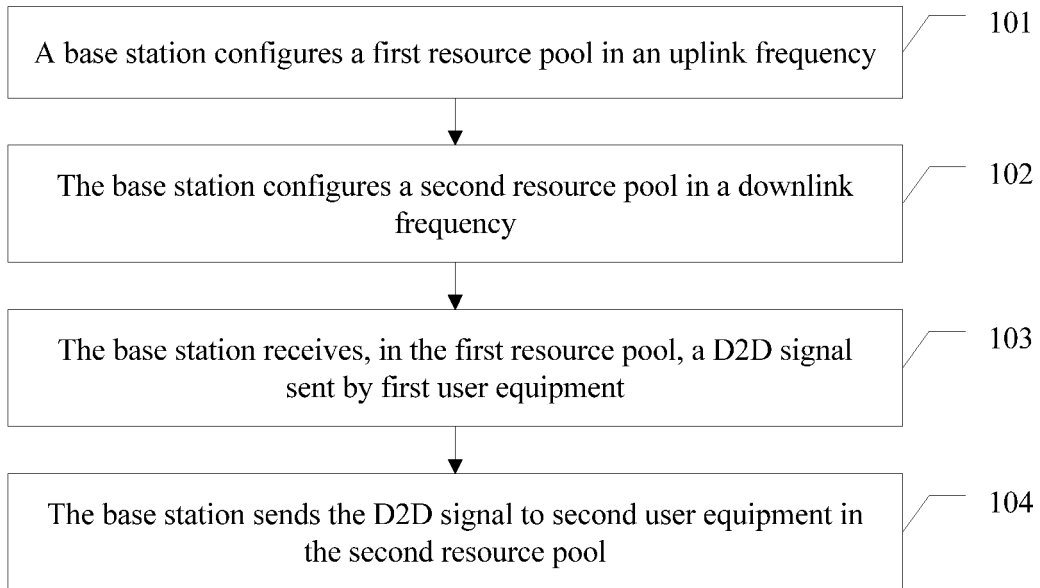 A base station configures a first resource pool in an uplink frequency
101
The base station configures a second resource pool in a downlink
frequency
102
The base station receives, in the first resource pool, a D2D signal
sent by first user equipment
103
The base station sends the D2D signal to second user equipment in
the second resource pool
104